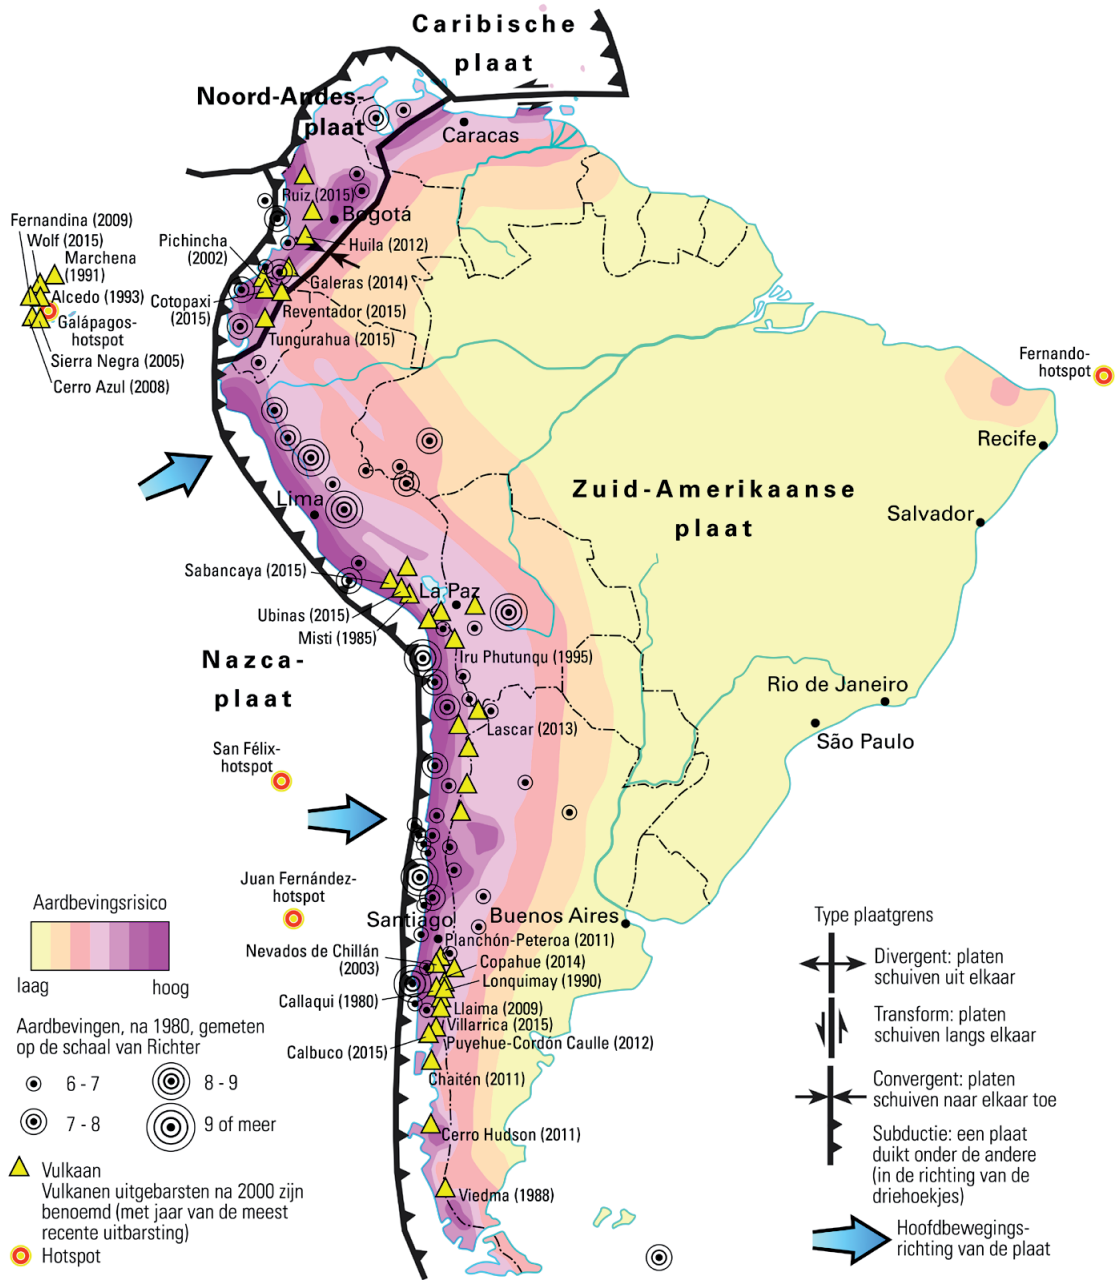 Caribische
plaat
Noord-Andes-
plaat
Caracas
Ruiz (2015)
Bogotá
Fernandina (2009)
Wolf (2015)
Marchena
(1991)
Pichincha
(2002)
Huila (2012)
Galeras (2014)
Alcedo (1993)
Cotopaxi
(2015)
Reventador (2015)
Galápagos-
hotspot
Tungurahua (2015)
Sierra Negra (2005)
Cerro Azul (2008)
Fernando-
hotspot
Recife
Lima
Zuid-Amerikaanse
plaat
Salvador
Sabancaya (2015)
La Paz
Ubinas (2015)
Misti (1985)
Iru Phutunqu (1995)
Nazca-
plaat
Rio de Janeiro
Lascar (2013)
São Paulo
San Félix-
hotspot
Juan Fernández-
hotspot
Santiago
Buenos Aires
Planchón-Peteroa (2011)
Nevados de Chillán
(2003)
Copahue (2014)
Lonquimay (1990)
Callaqui (1980)
Llaima (2009)
Villarrica (2015)
Puyehue-Cordón Caulle (2012)
Calbuco (2015)
Chaitén (2011)
Cerro Hudson (2011)
Viedma (1988)
Aardbevingsrisico
laag
hoog
Aardbevingen, na 1980, gemeten
op de schaal van Richter
6 - 7
8 - 9
7 - 8
9 of meer
Vulkaan
Vulkanen uitgebarsten na 2000 zijn
benoemd (met jaar van de meest
recente uitbarsting)
Hotspot
Type plaatgrens
Divergent: platen
schuiven uit elkaar
Transform: platen
schuiven langs elkaar
Convergent: platen
schuiven naar elkaar toe
Subductie: een plaat
duikt onder de andere
(in de richting van de
driehoekjes)
Hoofdbewegings-
richting van de plaat